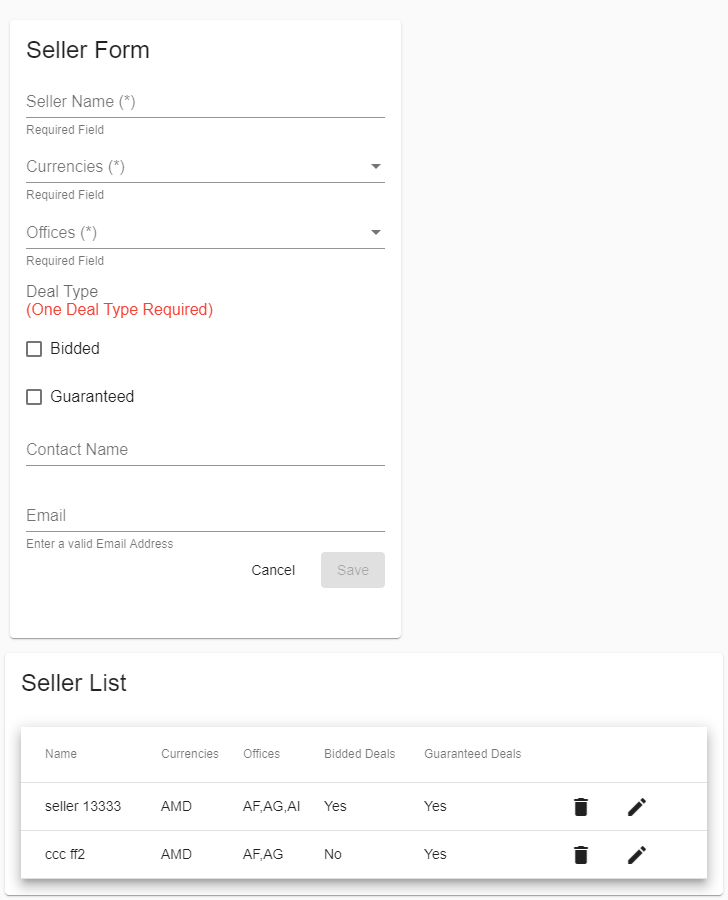 Seller Form
Seller Name (*)
Required Field
Currencies (*)
Required Field
Offices (*)
Required Field
Deal Type
(One Deal Type Required)
Bidded
Guaranteed
Contact Name
Email
Enter a valid Email Address
Cancel Save
Seller List
Name Currencies Offices Bidded Deals Guaranteed Deals
seller 13333 AMD AF,AG,AI Yes Yes
ccc ff2 AMD AF,AG No Yes